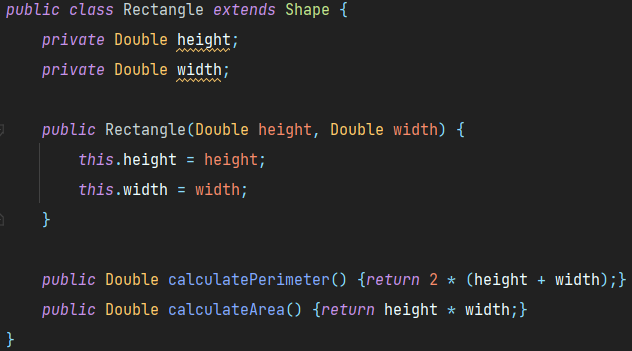 public class Rectangle extends Shape {
    private Double height;
    private Double width;

    public Rectangle(Double height, Double width) {
        this.height = height;
        this.width = width;
    }

    public Double calculatePerimeter() {return 2 * (height + width);}
    public Double calculateArea() {return height * width;}
}